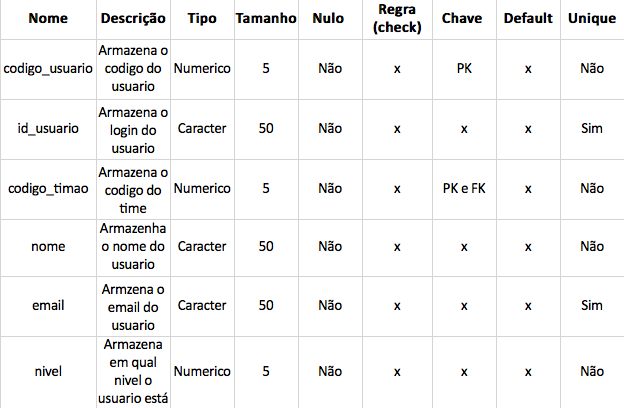 Nome Descrição Tipo Tamanho Nulo Regra (check) Chave Default Unique
codigo_usuario Armazena o codigo do usuario Numerico 5 Não x PK x Não
id_usuario Armazena o login do usuario Caracter 50 Não x x x Sim
codigo_timao Armazena o codigo do time Numerico 5 Não x PK e FK x Não
nome Armazenha o nome do usuario Caracter 50 Não x x x Não
email Armzena o email do usuario Caracter 50 Não x x x Sim
nivel Armazena em qual nivel o usuario está Numerico 5 Não x x x Não